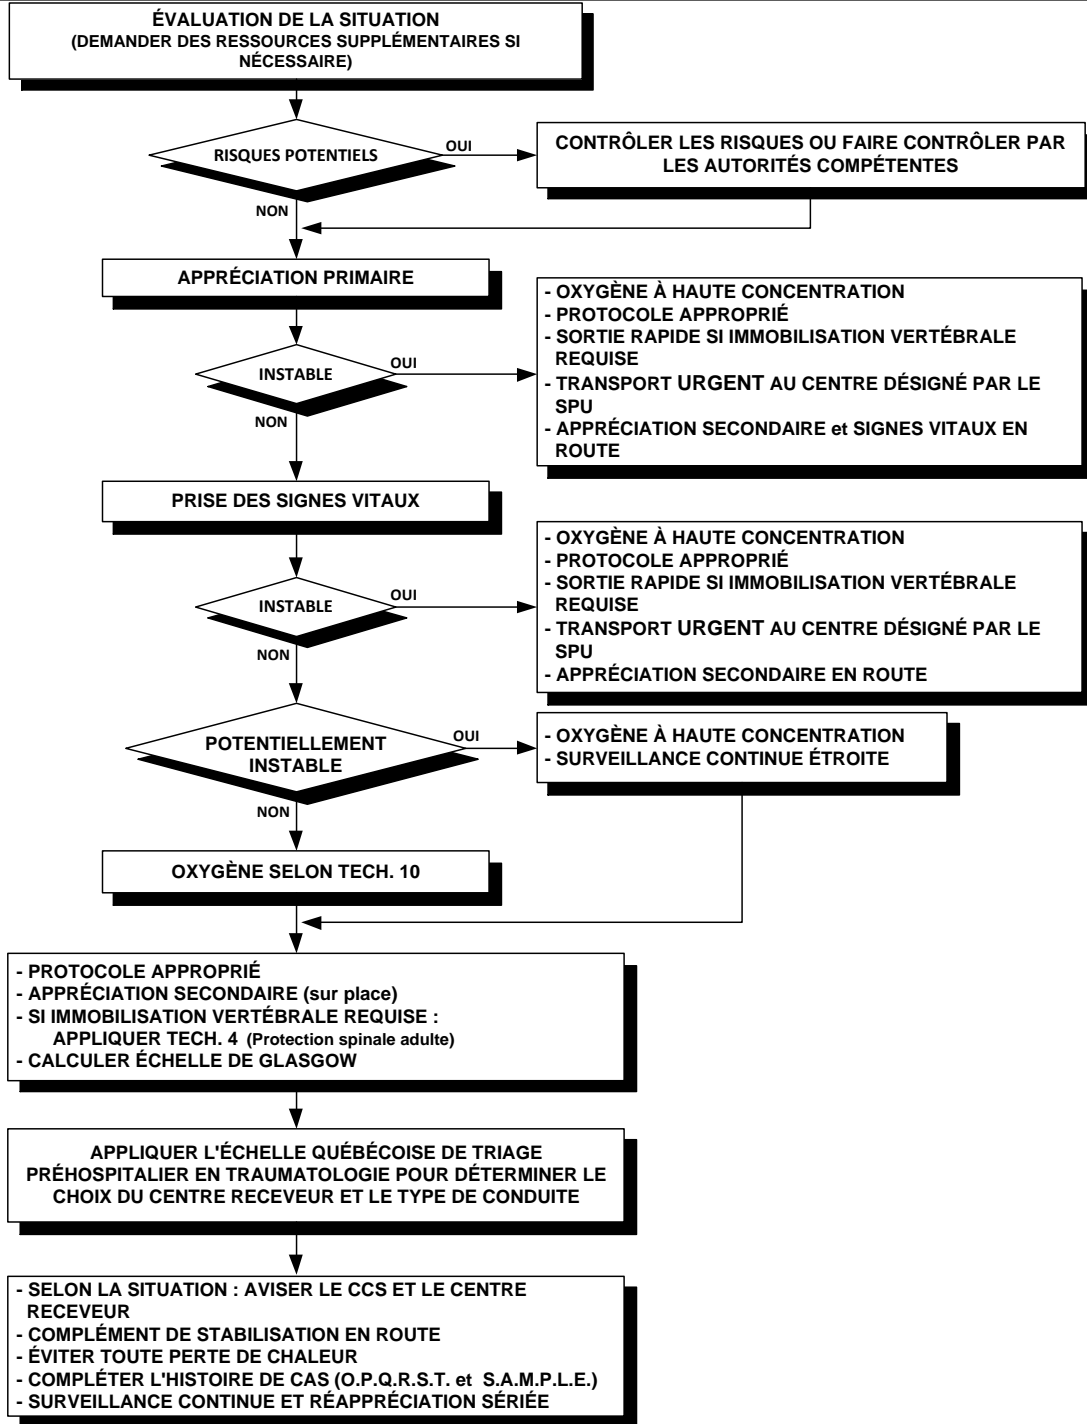 ÉVALUATION DE LA SITUATION
(DEMANDER DES RESSOURCES SUPPLÉMENTAIRES SI
NÉCESSAIRE)
RISQUES POTENTIELS
OUI
CONTRÔLER LES RISQUES OU FAIRE CONTRÔLER PAR
LES AUTORITÉS COMPÉTENTES
NON
APPRÉCIATION PRIMAIRE
INSTABLE
OUI
- OXYGÈNE À HAUTE CONCENTRATION
- PROTOCOLE APPROPRIÉ
- SORTIE RAPIDE SI IMMOBILISATION VERTÉBRALE
REQUISE
- TRANSPORT URGENT AU CENTRE DÉSIGNÉ PAR LE
SPU
- APPRÉCIATION SECONDAIRE et SIGNES VITAUX EN
ROUTE
NON
PRISE DES SIGNES VITAUX
INSTABLE
OUI
- OXYGÈNE À HAUTE CONCENTRATION
- PROTOCOLE APPROPRIÉ
- SORTIE RAPIDE SI IMMOBILISATION VERTÉBRALE
REQUISE
- TRANSPORT URGENT AU CENTRE DÉSIGNÉ PAR LE
SPU
- APPRÉCIATION SECONDAIRE EN ROUTE
NON
POTENTIELLEMENT
INSTABLE
OUI
- OXYGÈNE À HAUTE CONCENTRATION
- SURVEILLANCE CONTINUE ÉTROITE
NON
OXYGÈNE SELON TECH. 10
- PROTOCOLE APPROPRIÉ
- APPRÉCIATION SECONDAIRE (sur place)
- SI IMMOBILISATION VERTÉBRALE REQUISE :
APPLIQUER TECH. 4 (Protection spinale adulte)
- CALCULER ÉCHELLE DE GLASGOW
APPLIQUER L'ÉCHELLE QUÉBÉCOISE DE TRIAGE
PRÉHOSPITALIER EN TRAUMATOLOGIE POUR DÉTERMINER LE
CHOIX DU CENTRE RECEVEUR ET LE TYPE DE CONDUITE
- SELON LA SITUATION : AVISER LE CCS ET LE CENTRE
RECEVEUR
- COMPLÉMENT DE STABILISATION EN ROUTE
- ÉVITER TOUTE PERTE DE CHALEUR
- COMPLÉTER L'HISTOIRE DE CAS (O.P.Q.R.S.T. et S.A.M.P.L.E.)
- SURVEILLANCE CONTINUE ET RÉAPPRÉCIATION SÉRIÉE